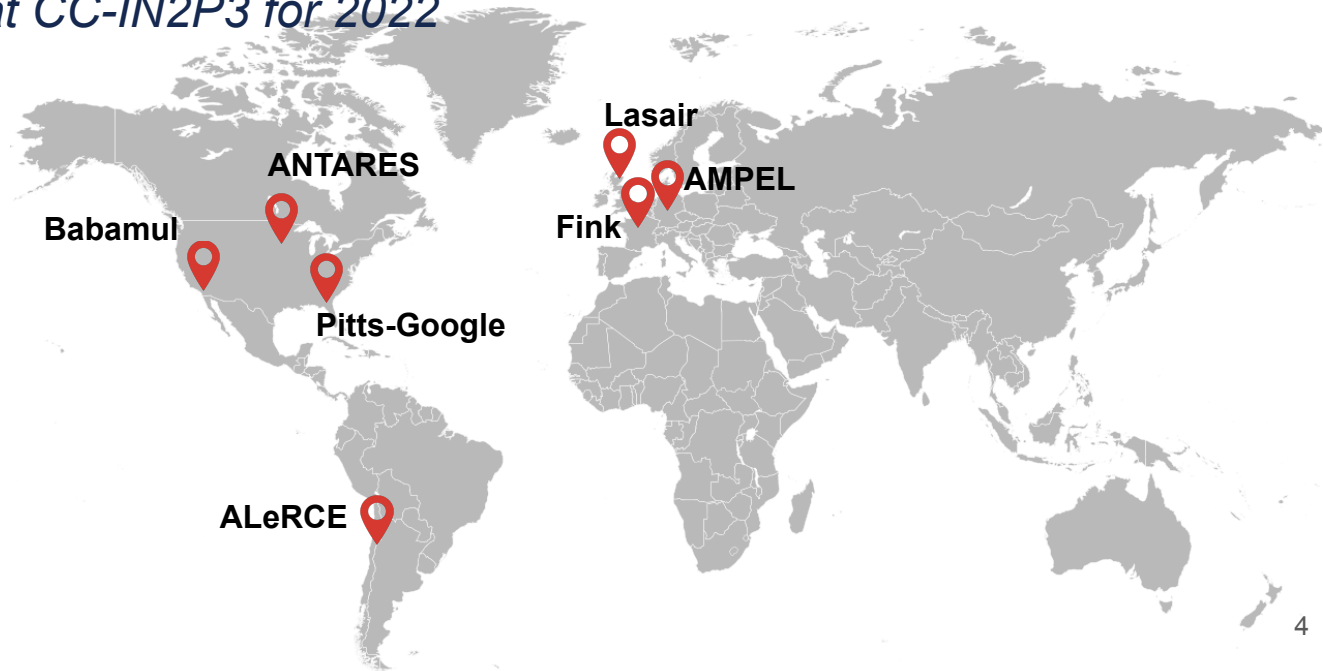 at CC-IN2P3 for 2022
Lasair
ANTARES
AMPEL
Babamul
Fink
Pitts-Google
ALeRCE
4